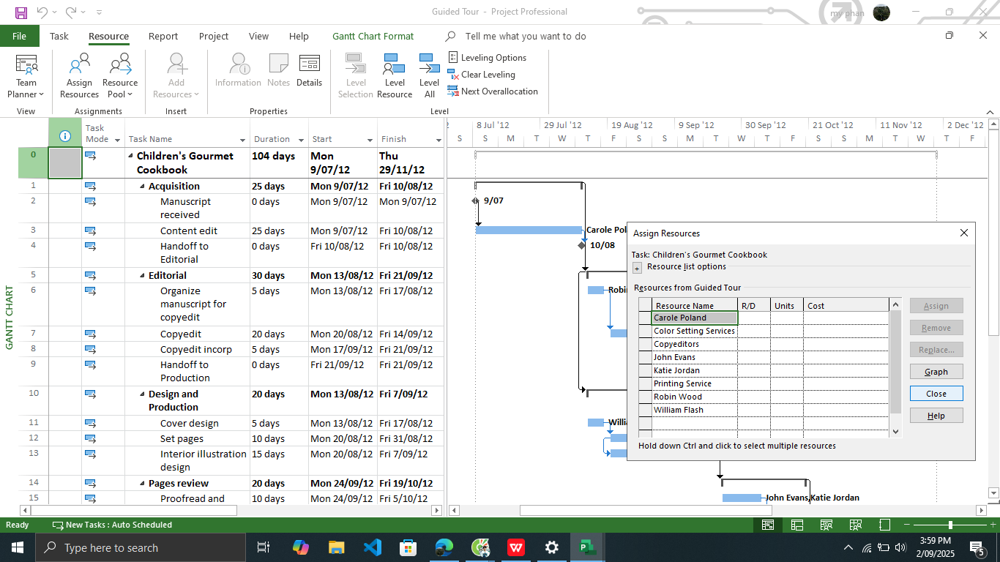 Guided Tour - Project Professional
my phan
File Task Resource Report Project View Help Gantt Chart Format Tell me what you want to do
Team Planner
View
Assign Resources
Resource Pool
Assignments
Add Resources
Insert
Information
Notes
Details
Properties
Level Selection
Level Resource
Level All
Leveling Options
Clear Leveling
Next Overallocation
Level
GANTT CHART
Task Mode Task Name Duration Start Finish
8 Jul '12 29 Jul '12 19 Aug '12 9 Sep '12 30 Sep '12 21 Oct '12 11 Nov '12 2 Dec '12
S S M T W T F S S M T W T F S S M T W T F
0 Children's Gourmet Cookbook 104 days Mon 9/07/12 Thu 29/11/12
1 Acquisition 25 days Mon 9/07/12 Fri 10/08/12
2 Manuscript received 0 days Mon 9/07/12 Mon 9/07/12
3 Content edit 25 days Mon 9/07/12 Fri 10/08/12
4 Handoff to Editorial 0 days Fri 10/08/12 Fri 10/08/12
5 Editorial 30 days Mon 13/08/12 Fri 21/09/12
6 Organize manuscript for copyedit 5 days Mon 13/08/12 Fri 17/08/12
7 Copyedit 20 days Mon 20/08/12 Fri 14/09/12
8 Copyedit incorp 5 days Mon 17/09/12 Fri 21/09/12
9 Handoff to Production 0 days Fri 21/09/12 Fri 21/09/12
10 Design and Production 20 days Mon 13/08/12 Fri 7/09/12
11 Cover design 5 days Mon 13/08/12 Fri 17/08/12
12 Set pages 10 days Mon 20/08/12 Fri 31/08/12
13 Interior illustration design 15 days Mon 20/08/12 Fri 7/09/12
14 Pages review 20 days Mon 24/09/12 Fri 19/10/12
15 Proofread and 10 days Mon 24/09/12 Fri 5/10/12
9/07
Carole Pol
10/08
Robi
Willi
John Evans,Katie Jordan
Assign Resources
Task: Children's Gourmet Cookbook
+ Resource list options
Resources from Guided Tour
Resource Name R/D Units Cost
Carole Poland
Color Setting Services
Copyeditors
John Evans
Katie Jordan
Printing Service
Robin Wood
William Flash
Assign
Remove
Replace...
Graph
Close
Help
Hold down Ctrl and click to select multiple resources
Ready New Tasks : Auto Scheduled
Type here to search
3:59 PM
2/09/2025
5